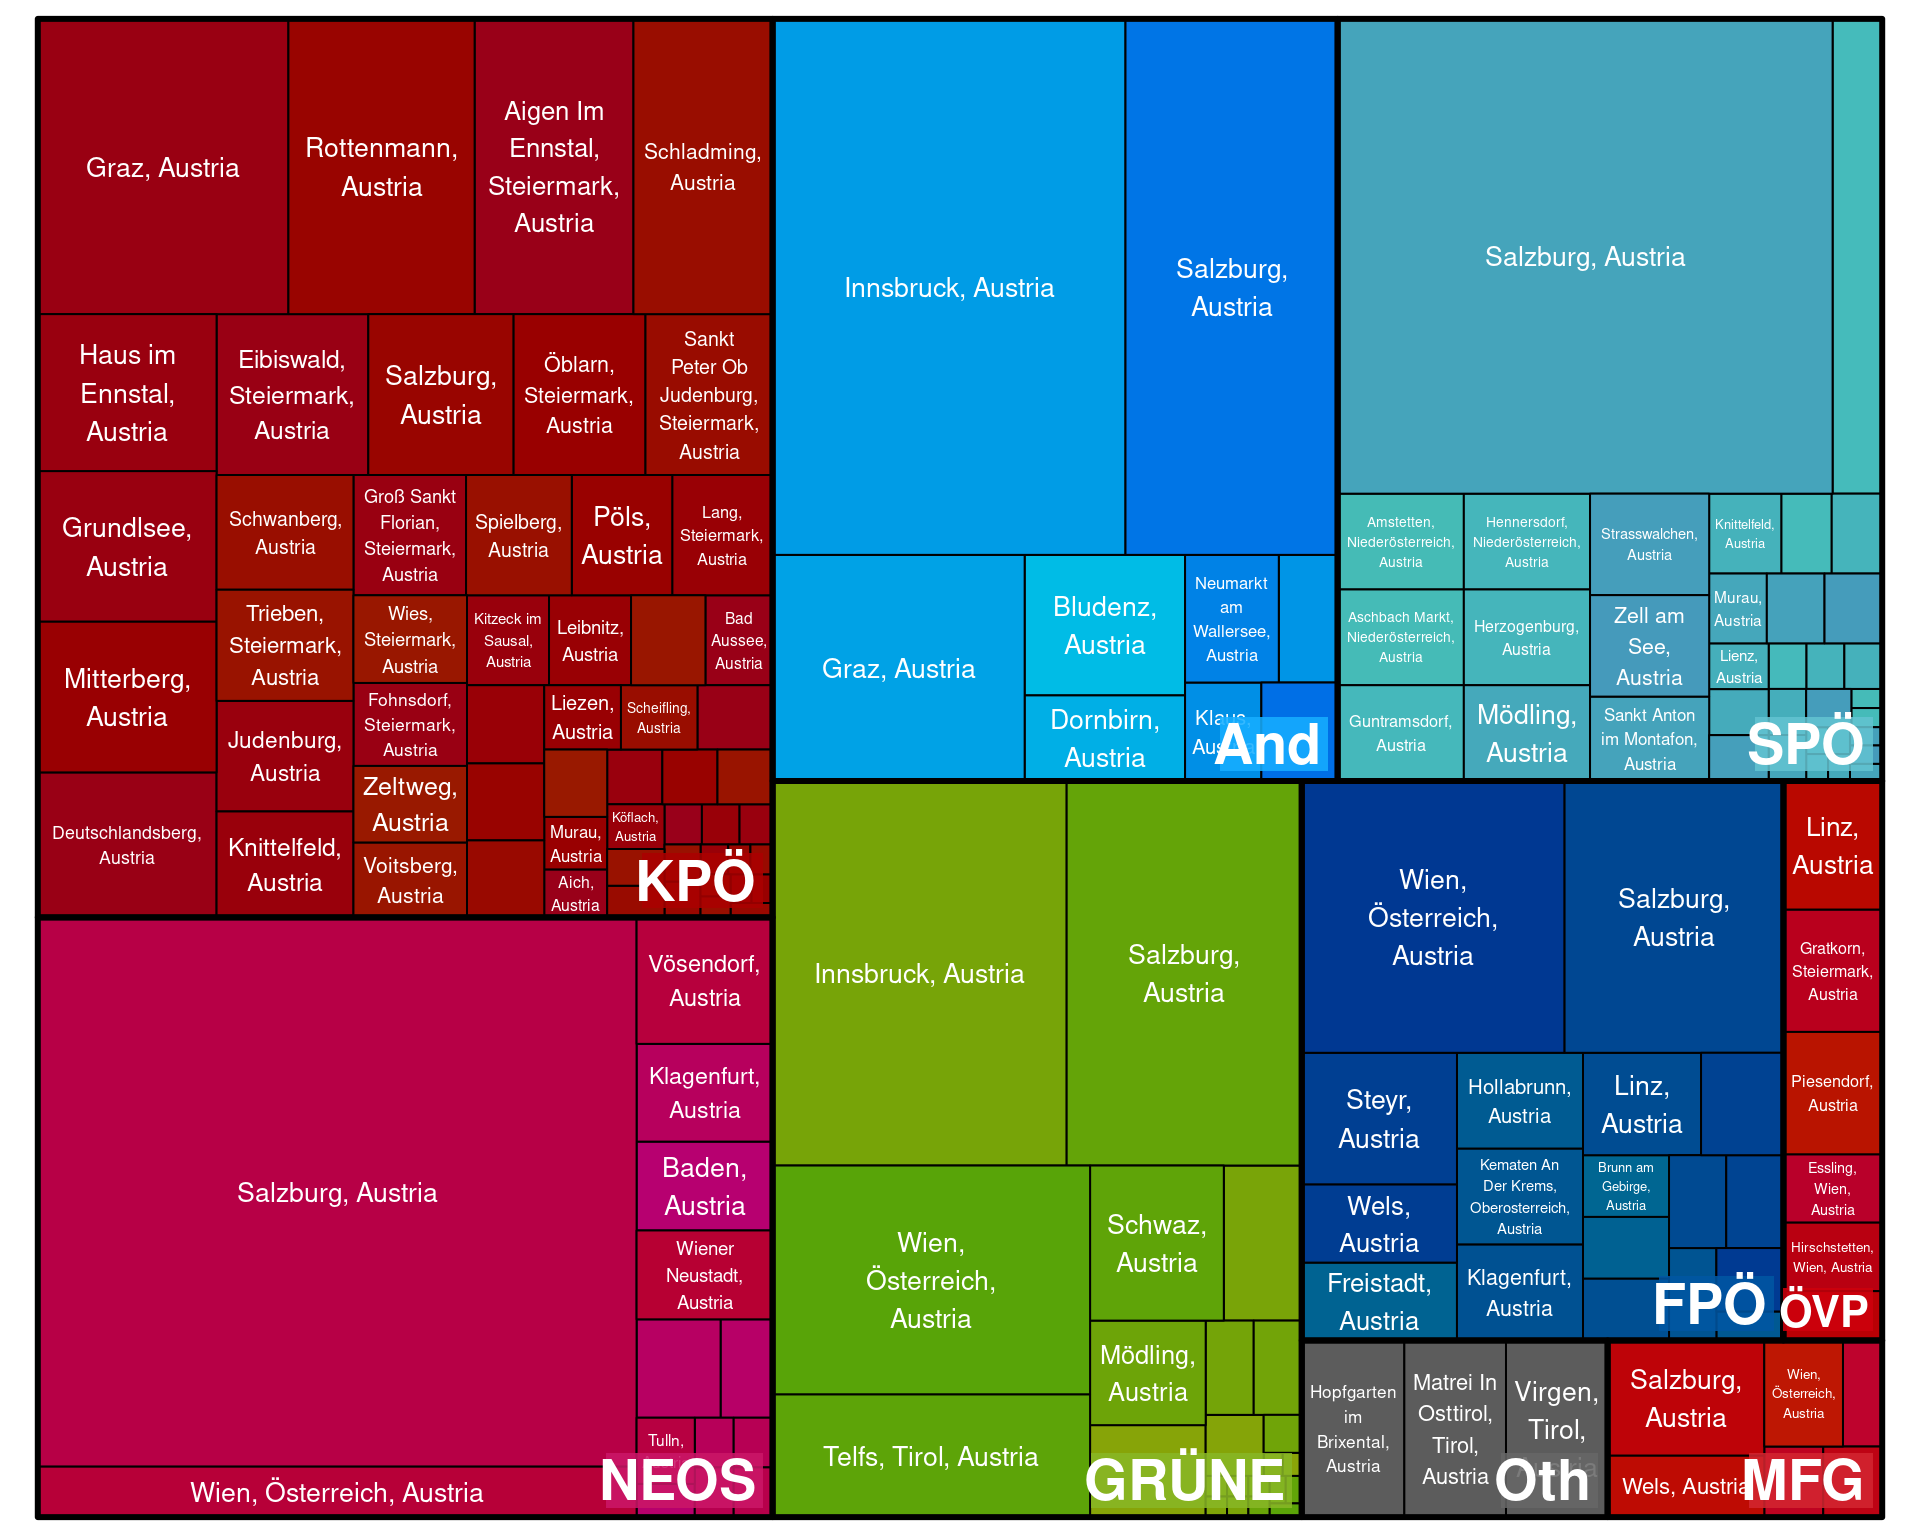 Graz, Austria
Rottenmann,
Austria
Aigen Im
Ennstal,
Steiermark,
Austria
Schladming,
Austria
Haus im
Ennstal,
Austria
Eibiswald,
Steiermark,
Austria
Salzburg,
Austria
Öblarn,
Steiermark,
Austria
Sankt
Peter Ob
Judenburg,
Steiermark,
Austria
Grundlsee,
Austria
Schwanberg,
Austria
Groß Sankt
Florian,
Steiermark,
Austria
Spielberg,
Austria
Pöls,
Austria
Lang,
Steiermark,
Austria
Mitterberg,
Austria
Trieben,
Steiermark,
Austria
Wies,
Steiermark,
Austria
Kitzeck im
Sausal,
Austria
Leibnitz,
Austria
Bad
Aussee,
Austria
Judenburg,
Austria
Fohnsdorf,
Steiermark,
Austria
Liezen,
Austria
Scheifling,
Austria
Deutschlandsberg,
Austria
Knittelfeld,
Austria
Zeltweg,
Austria
Voitsberg,
Austria
Murau,
Austria
Köflach,
Austria
Aich,
Austria
KPÖ
Innsbruck, Austria
Salzburg,
Austria
Graz, Austria
Bludenz,
Austria
Dornbirn,
Austria
Neumarkt
am
Wallersee,
Austria
Klaus,
Austria
And
Salzburg, Austria
Amstetten,
Niederösterreich,
Austria
Hennersdorf,
Niederösterreich,
Austria
Strasswalchen,
Austria
Knittelfeld,
Austria
Aschbach Markt,
Niederösterreich,
Austria
Herzogenburg,
Austria
Zell am
See,
Austria
Murau,
Austria
Lienz,
Austria
Guntramsdorf,
Austria
Mödling,
Austria
Sankt Anton
im Montafon,
Austria
SPÖ
Salzburg, Austria
Vösendorf,
Austria
Klagenfurt,
Austria
Baden,
Austria
Wiener
Neustadt,
Austria
Tulln,
Wien, Österreich, Austria
NEOS
Innsbruck, Austria
Salzburg,
Austria
Wien,
Österreich,
Austria
Schwaz,
Austria
Mödling,
Austria
Telfs, Tirol, Austria
GRÜNE
Wien,
Österreich,
Austria
Salzburg,
Austria
Steyr,
Austria
Hollabrunn,
Austria
Linz,
Austria
Wels,
Austria
Kematen An
Der Krems,
Oberosterreich,
Austria
Brunn am
Gebirge,
Austria
Freistadt,
Austria
Klagenfurt,
Austria
FPÖ
Linz,
Austria
Gratkorn,
Steiermark,
Austria
Piesendorf,
Austria
Essling,
Wien,
Austria
Hirschstetten,
Wien, Austria
ÖVP
Hopfgarten
im
Brixental,
Austria
Matrei In
Osttirol,
Tirol,
Austria
Virgen,
Tirol,
Austria
Oth
Salzburg,
Austria
Wien,
Österreich,
Austria
Wels, Austria
MFG